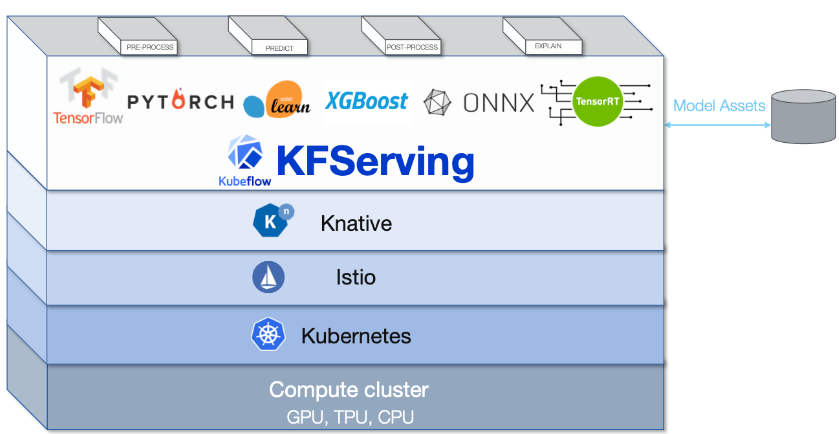 PRE-PROCESS
PREDICT
POST-PROCESS
EXPLAIN
TensorFlow
PYTORCH
learn
XGBoost
ONNX
TensorRT
Model Assets
Kubeflow
KFServing
K
n
Knative
Istio
Kubernetes
Compute cluster
GPU, TPU, CPU